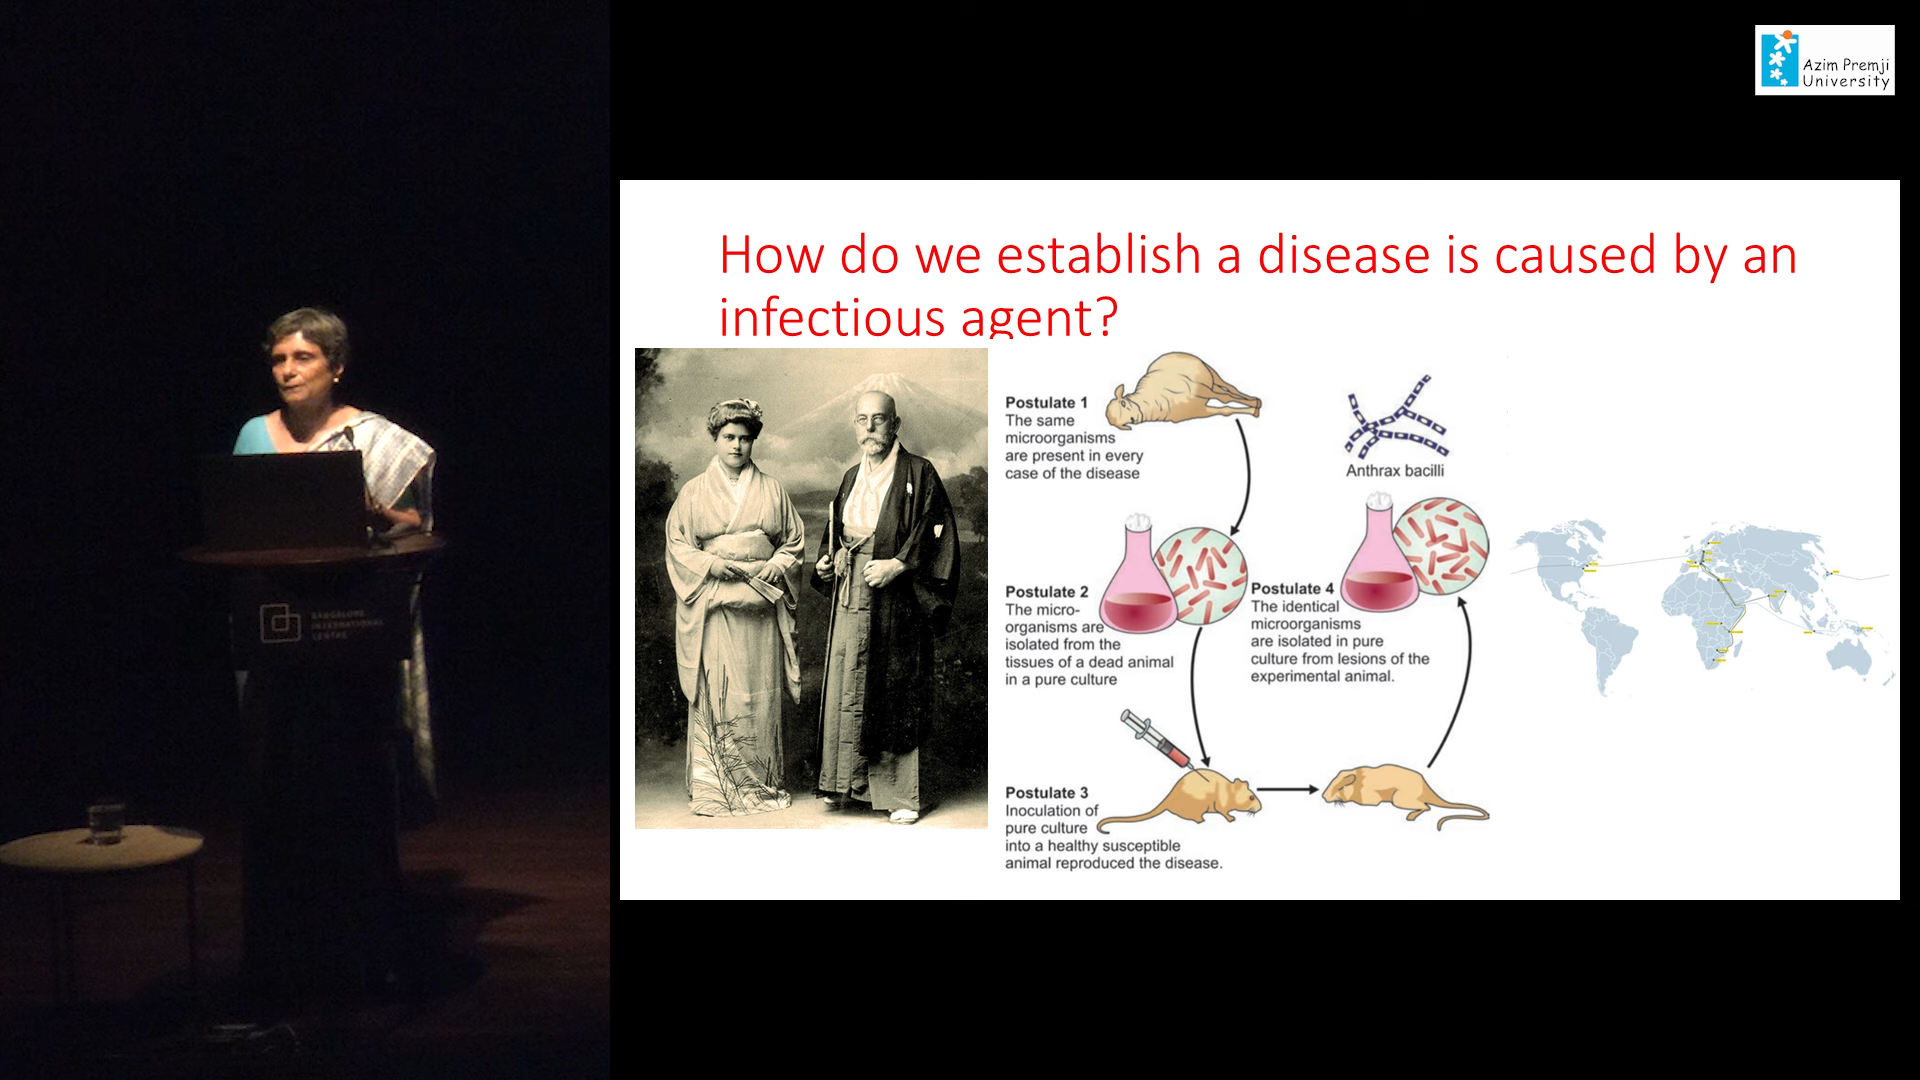 Azim Premji
University
How do we establish a disease is caused by an
infectious agent?
Postulate 1
The same
microorganisms
are present in every
case of the disease
Anthrax bacilli
Postulate 2
The micro-
organisms are
isolated from the
tissues of a dead animal
in a pure culture
Postulate 4
The identical
microorganisms
are isolated in pure
culture from lesions of the
experimental animal.
Postulate 3
Inoculation of
pure culture
into a healthy susceptible
animal reproduced the disease.
BANGALORE
INTERNATIONAL
CENTRE